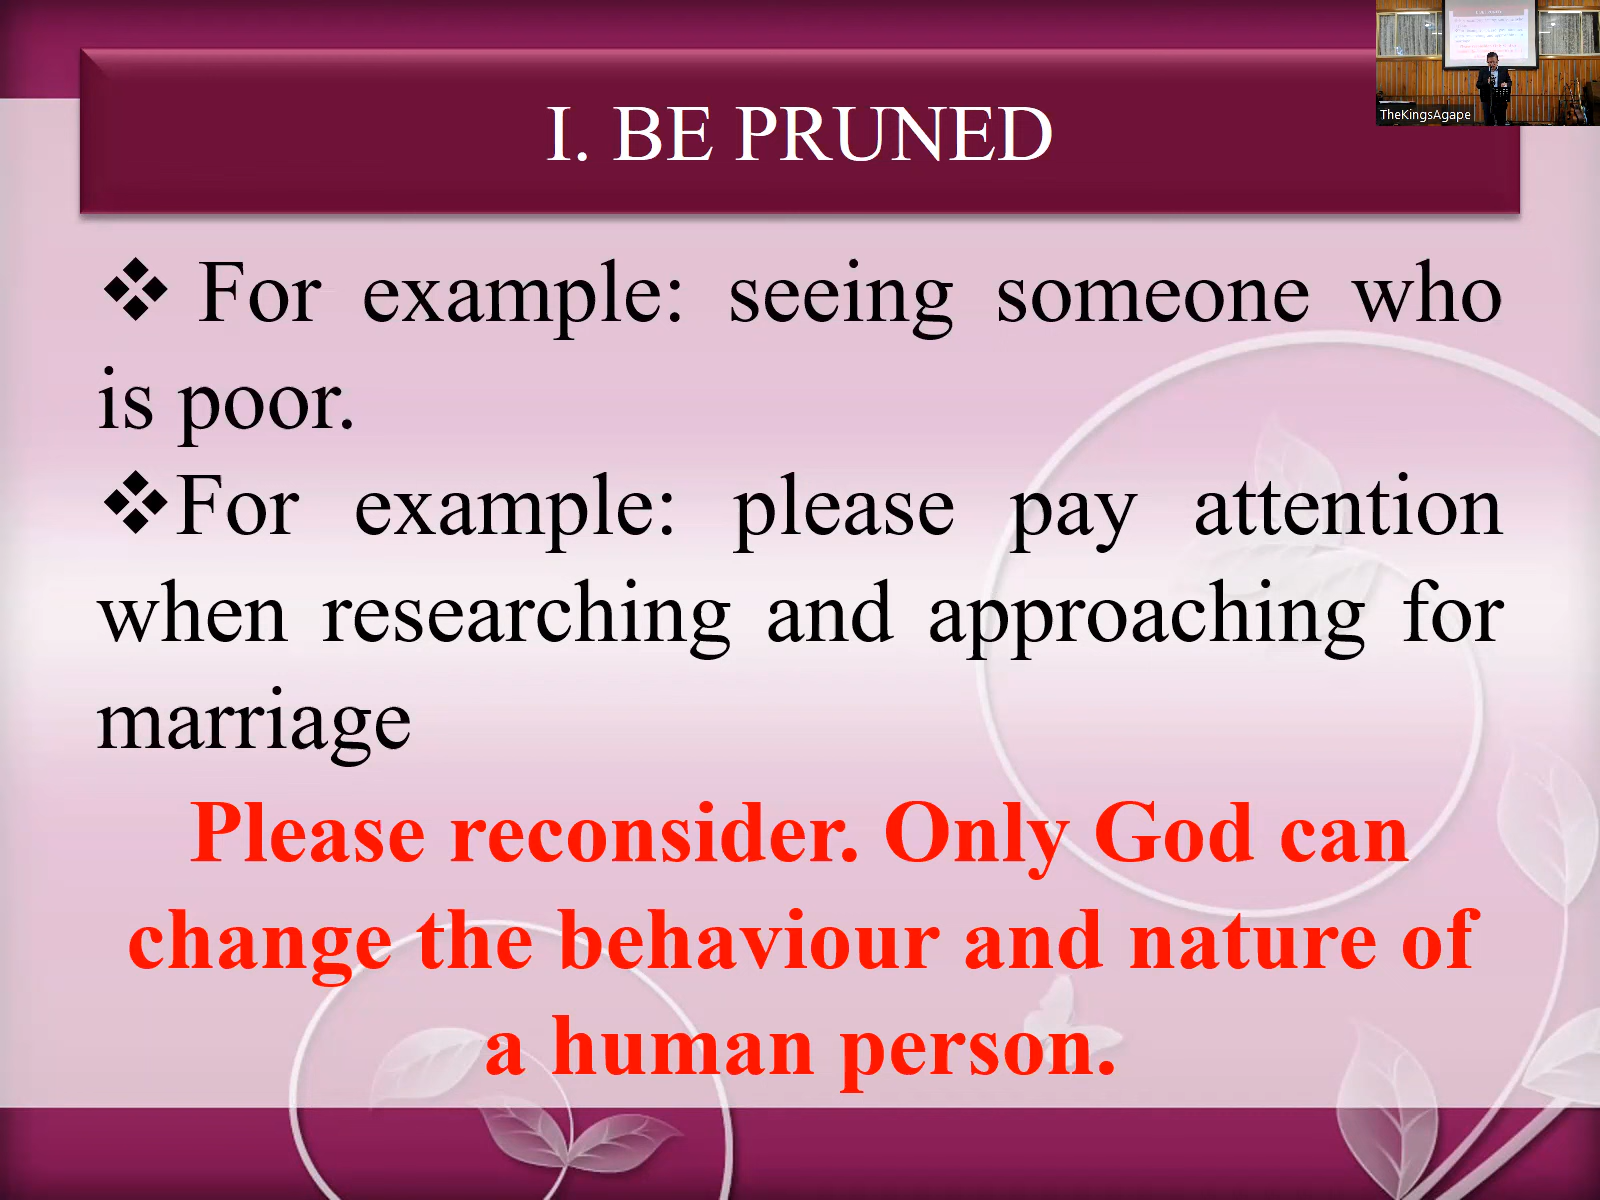 I. BE PRUNED
TheKingsAgape
❖ For example: seeing someone who
is poor.
❖For example: please pay attention
when researching and approaching for
marriage
Please reconsider. Only God can
change the behaviour and nature of
a human person.